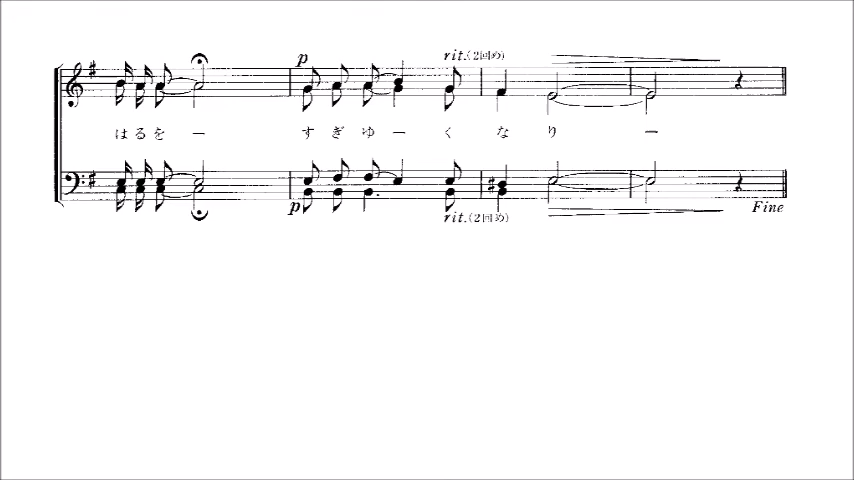 p rit.(2回め)
はるを ー すぎゆ ー く な り ー
p rit.(2回め) Fine